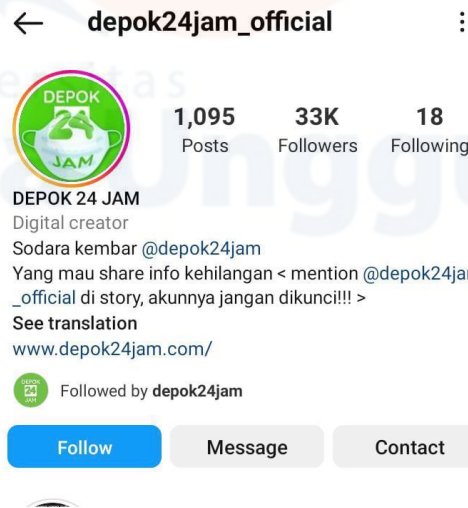 depok24jam_official
DEPOK
24
JAM
1,095 33K 18
Posts Followers Following
DEPOK 24 JAM
Digital creator
Sodara kembar @depok24jam
Yang mau share info kehilangan < mention @depok24jam
_official di story, akunnya jangan dikunci!!! >
See translation
www.depok24jam.com/
DEPOK
24
JAM
Followed by depok24jam
Follow Message Contact